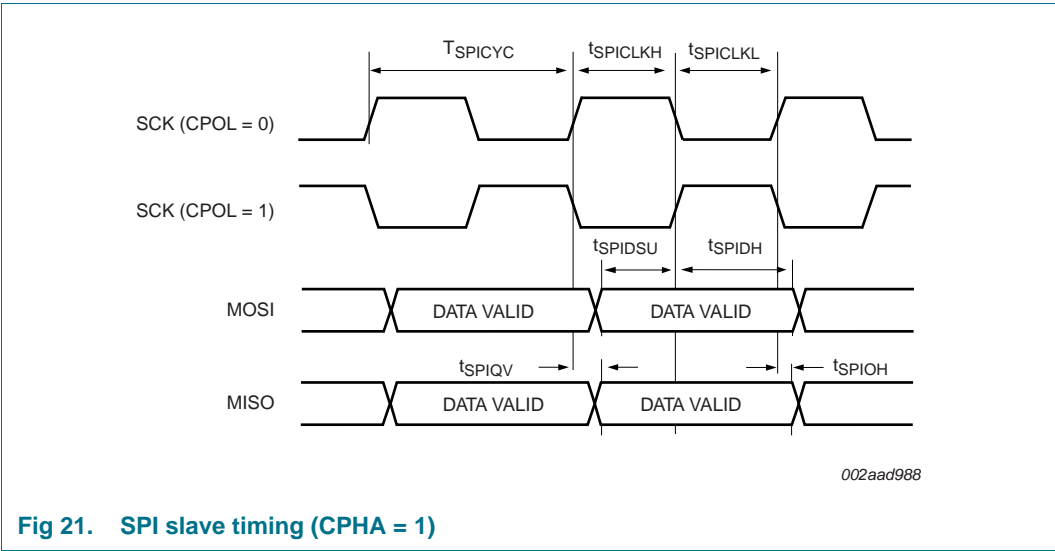 TSPICYC tSPICLKH tSPICLKL
SCK (CPOL = 0)
SCK (CPOL = 1)
tSPIDSU tSPIDH
MOSI DATA VALID DATA VALID
tSPIQV tSPIOH
MISO DATA VALID DATA VALID
002aad988
Fig 21. SPI slave timing (CPHA = 1)